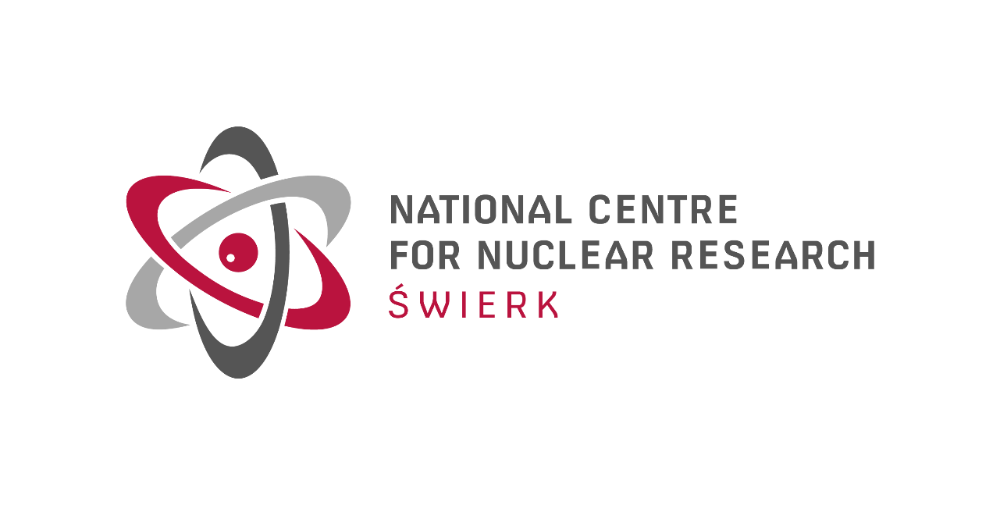 NATIONAL CENTRE
FOR NUCLEAR RESEARCH
ŚWIERK